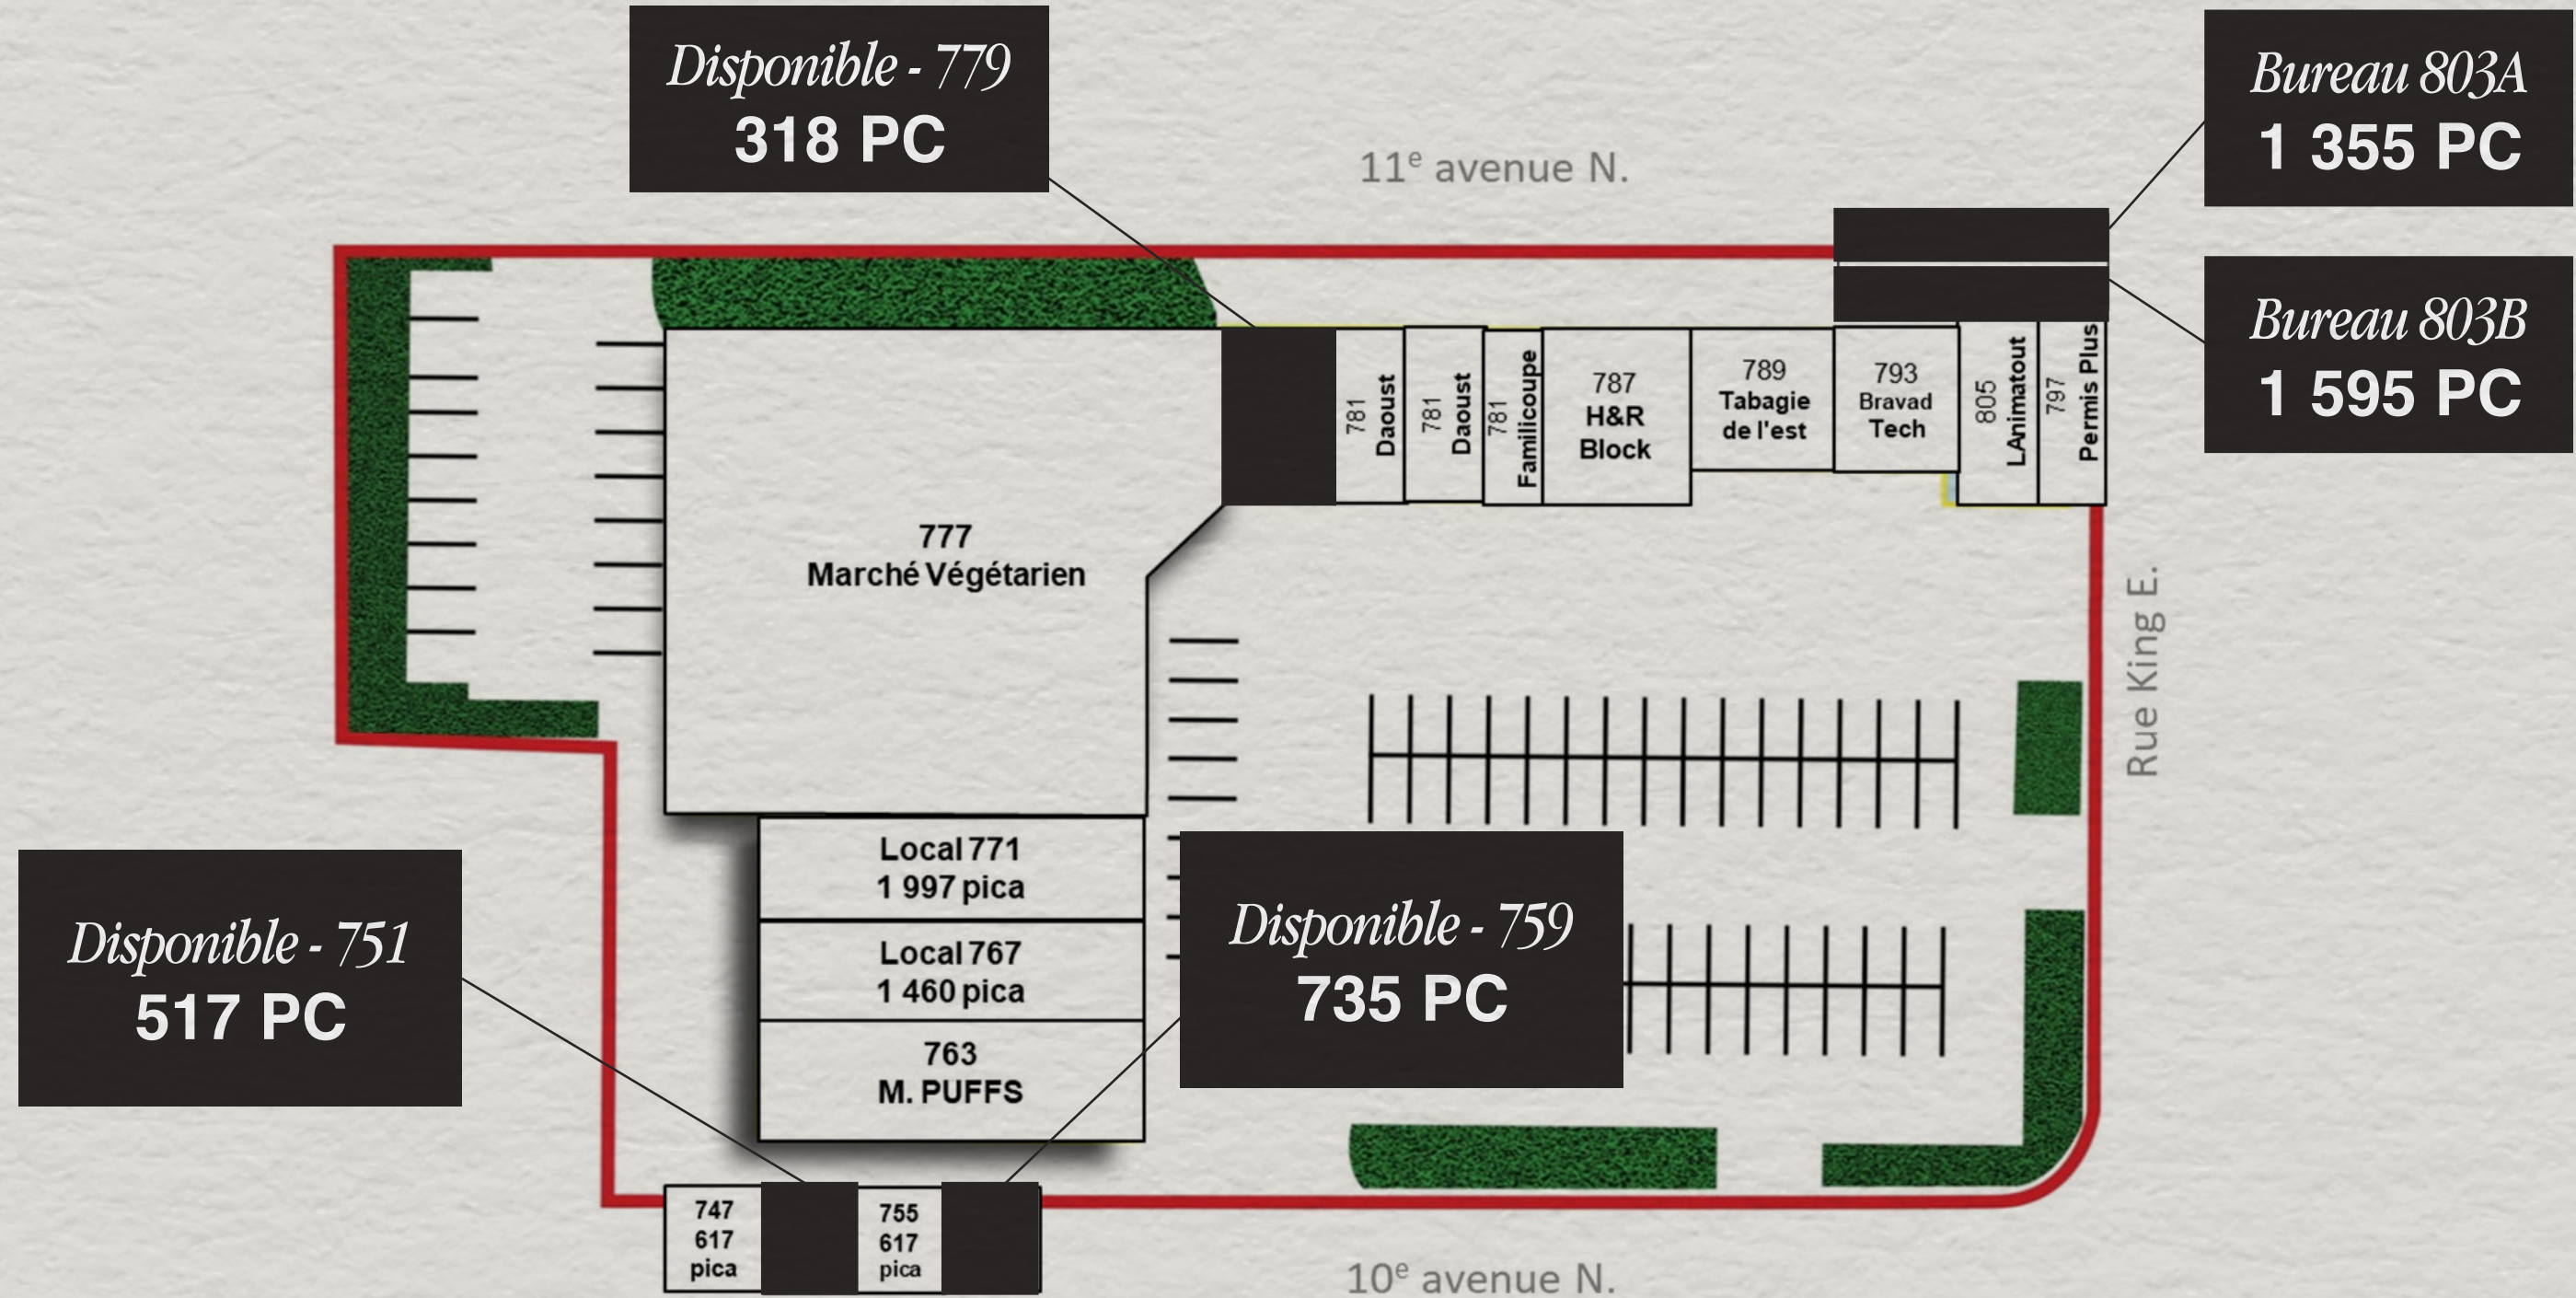 Disponible - 779
318 PC
Bureau 803A
1 355 PC
11e avenue N.
Bureau 803B
1 595 PC
781
Daoust
781
Daoust
781
Familicoupe
787
H&R
Block
789
Tabagie
de l'est
793
Bravad
Tech
805
LAnimatout
797
Permis Plus
777
Marché Végétarien
Rue King E.
Local 771
1 997 pica
Local 767
1 460 pica
763
M. PUFFS
Disponible - 751
517 PC
Disponible - 759
735 PC
747
617
pica
755
617
pica
10e avenue N.